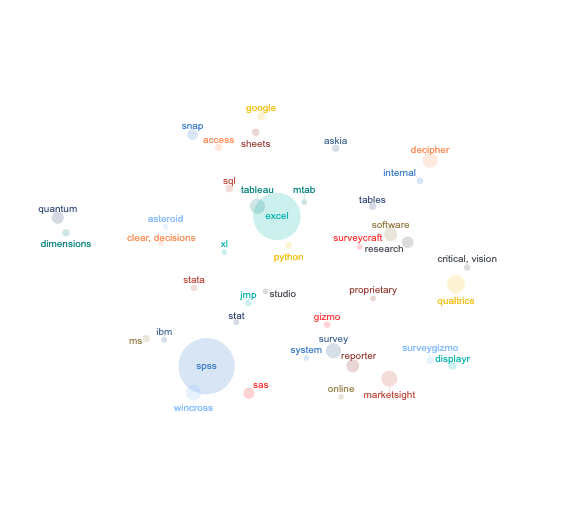 google
snap
access
sheets
askia
decipher
internal
sql
tableau
mtab
tables
quantum
excel
asteroid
software
dimensions
clear, decisions
xl
surveycraft
research
python
critical, vision
stata
jmp
studio
proprietary
qualtrics
stat
gizmo
ms
ibm
survey
system
reporter
surveygizmo
displayr
spss
sas
online
marketsight
wincross